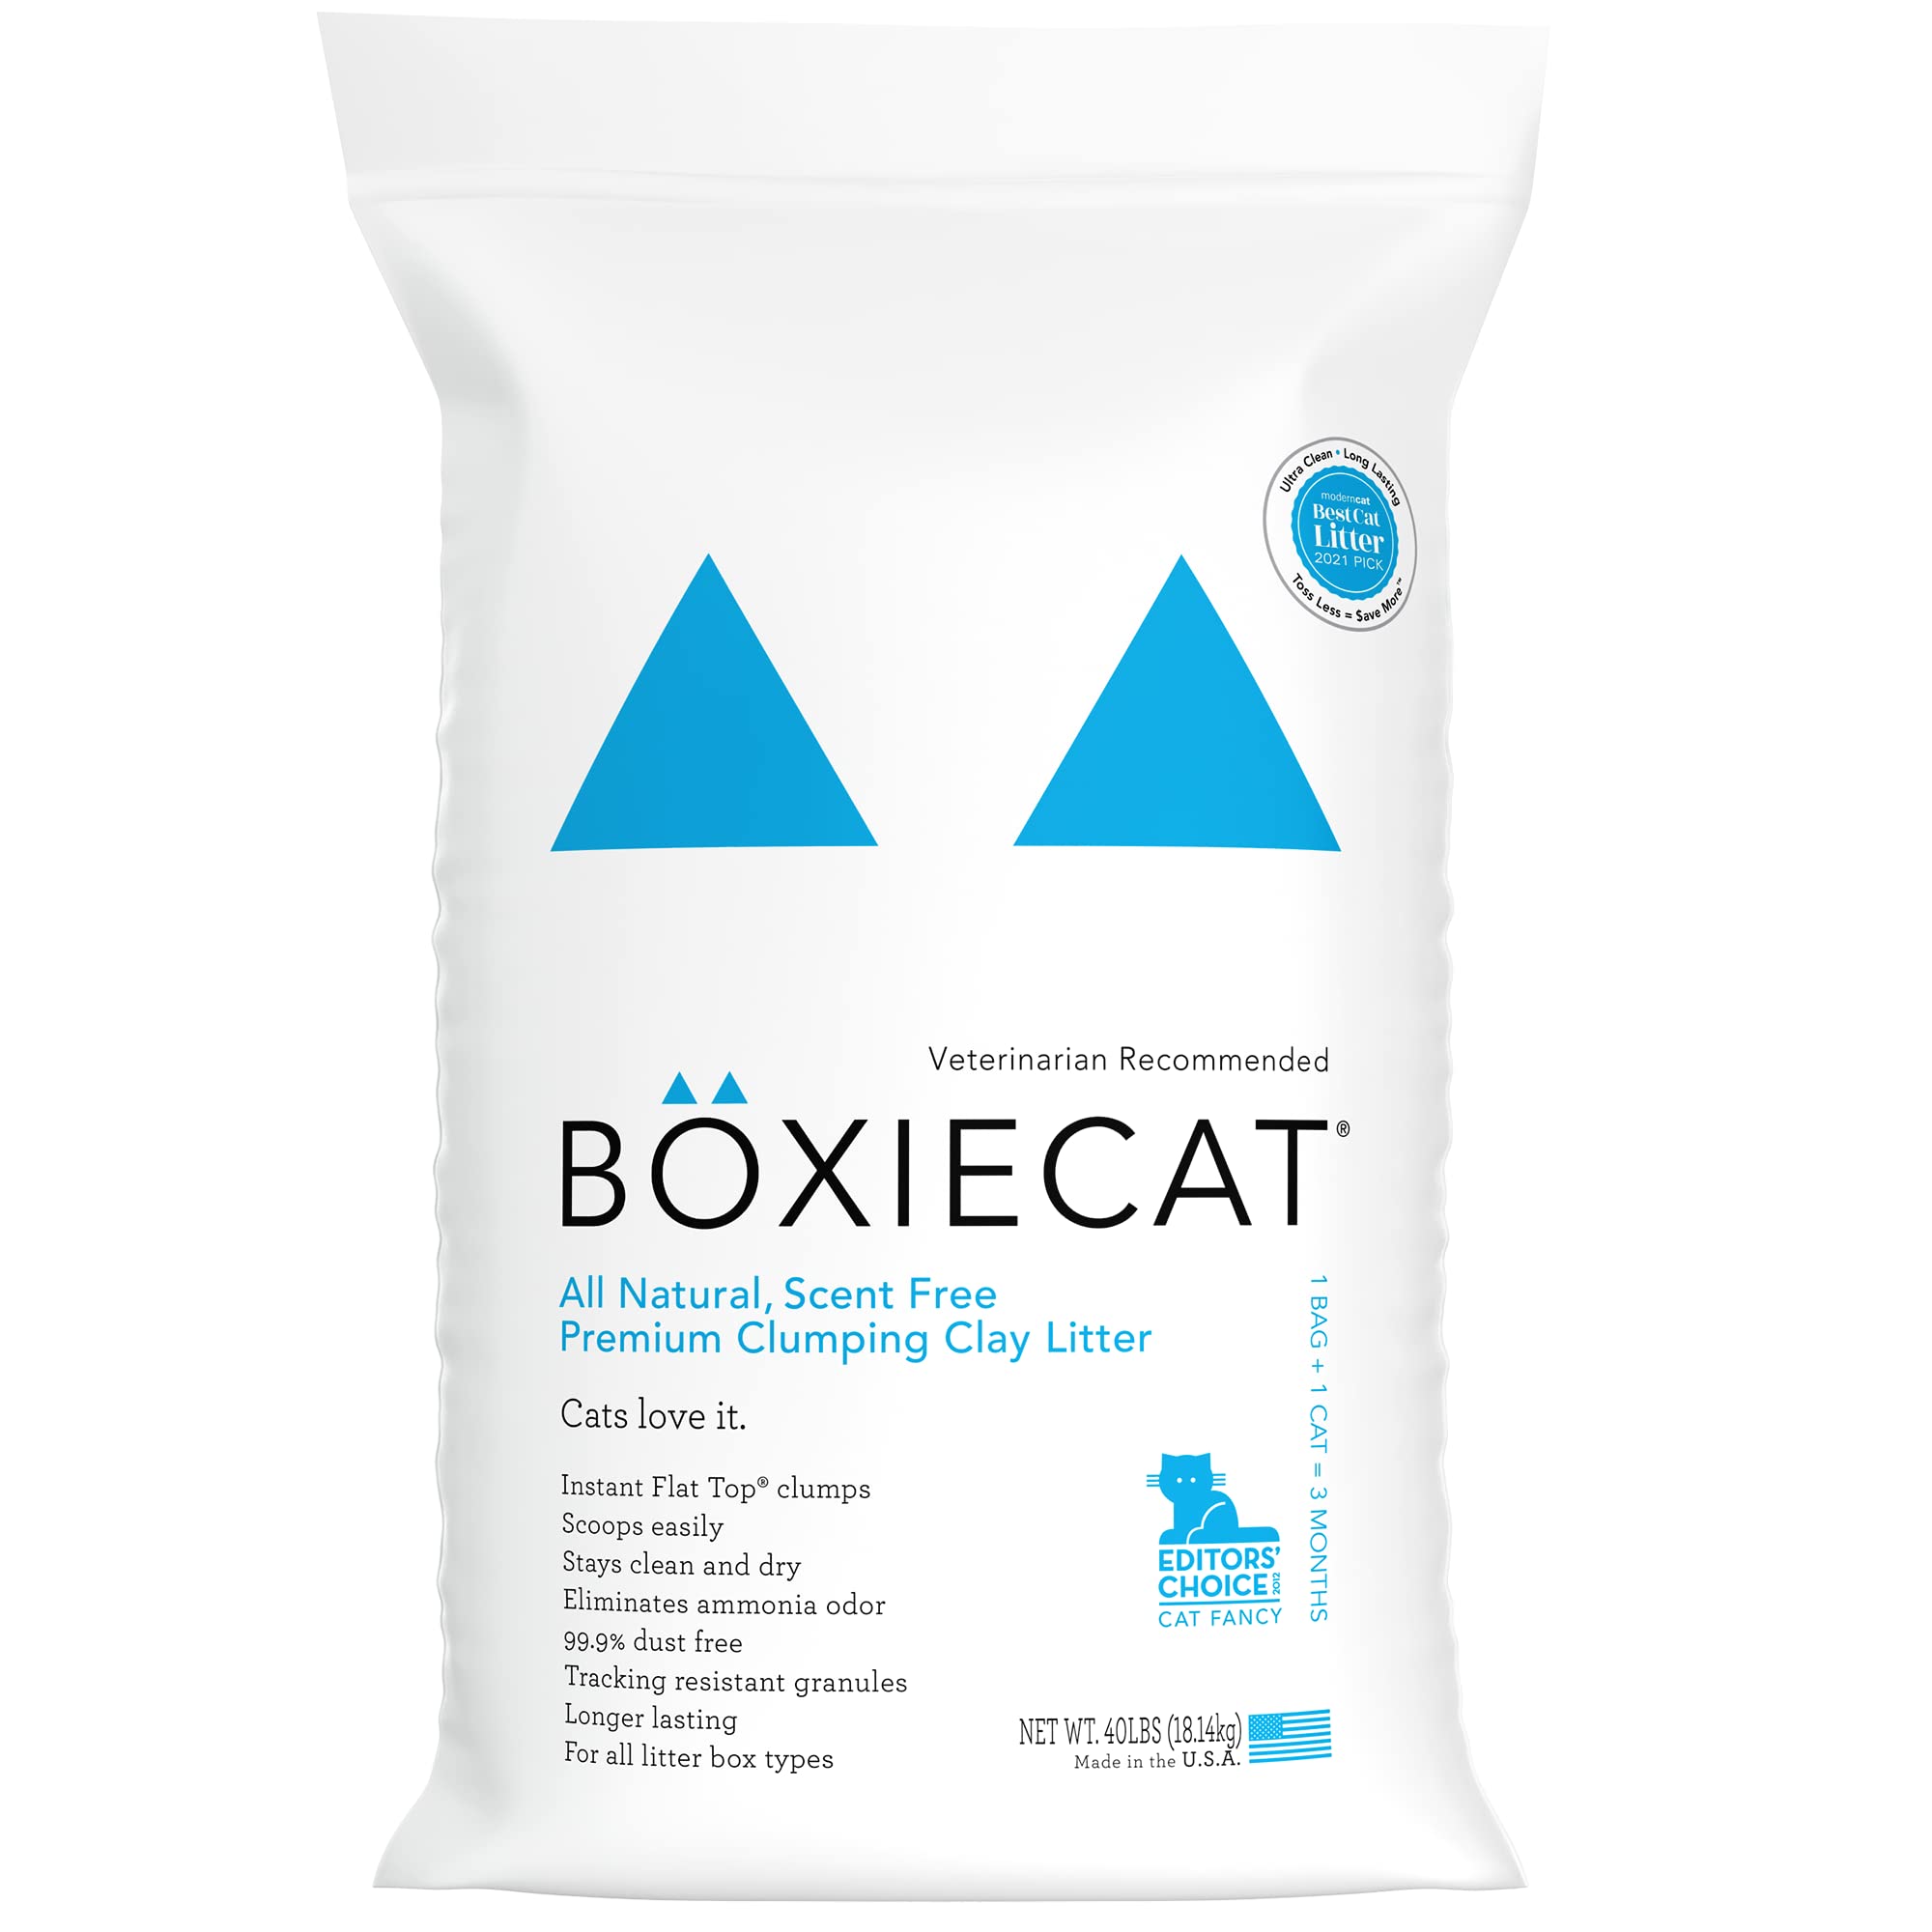 Ultra Clean • Long Lasting
moderncat
Best Cat
Litter
2021 PICK
Toss Less = $ave More™
Veterinarian Recommended
BÖXIECAT®
All Natural, Scent Free
Premium Clumping Clay Litter
Cats love it.
Instant Flat Top® clumps
Scoops easily
Stays clean and dry
Eliminates ammonia odor
99.9% dust free
Tracking resistant granules
Longer lasting
For all litter box types
1 BAG + 1 CAT = 3 MONTHS
EDITORS'
CHOICE 2012
CAT FANCY
NET WT. 40LBS (18.14kg)
Made in the U.S.A.